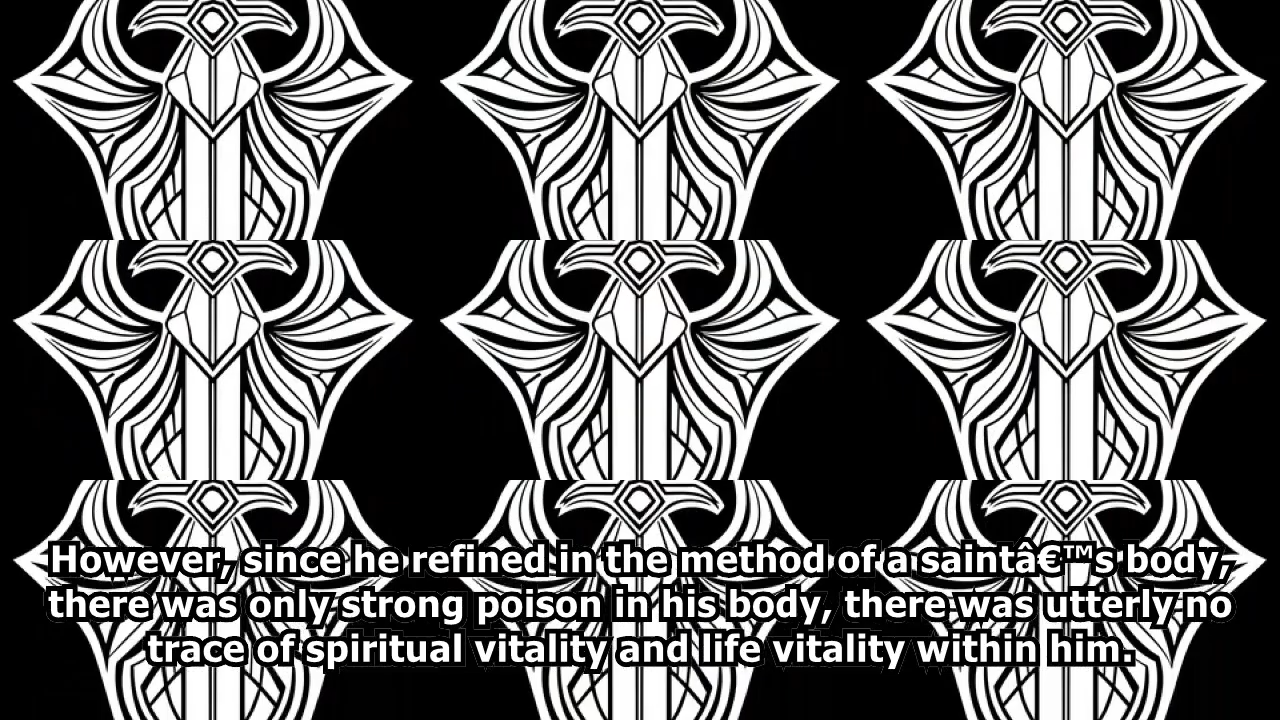 However, since he refined in the method of a saintâ€™s body,
there was only strong poison in his body, there was utterly no
trace of spiritual vitality and life vitality within him.